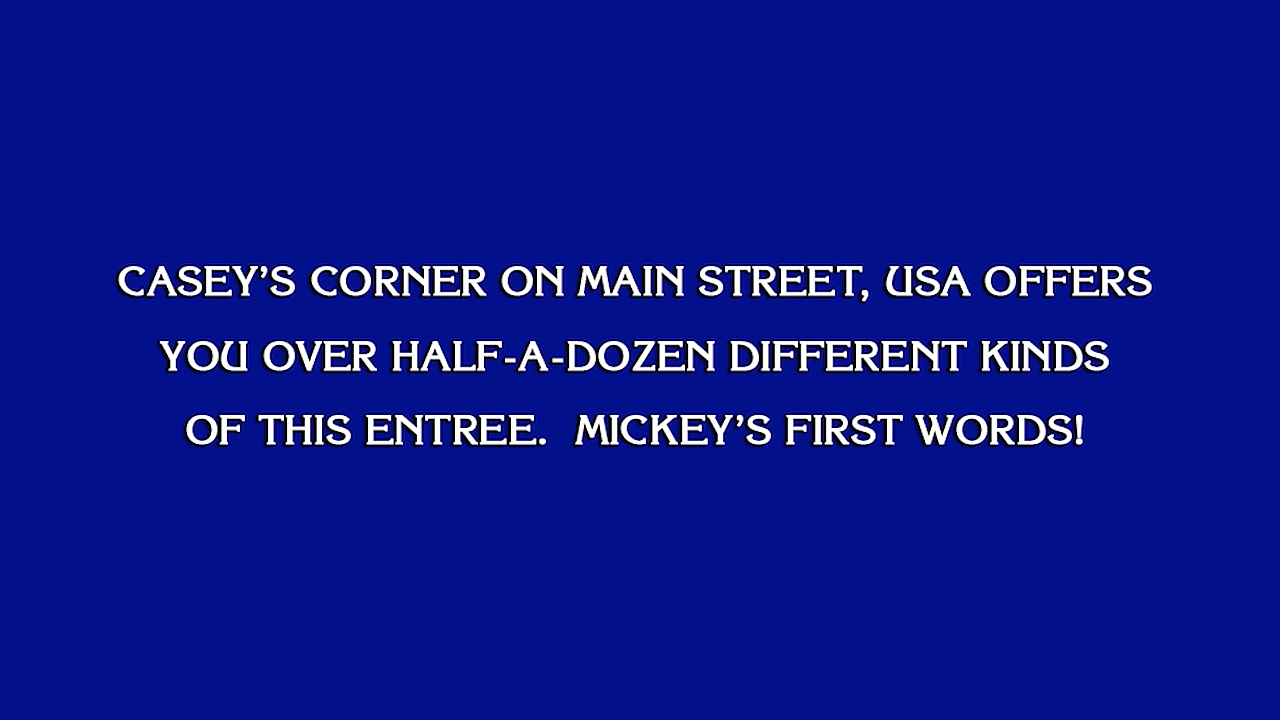 CASEY'S CORNER ON MAIN STREET, USA OFFERS
YOU OVER HALF-A-DOZEN DIFFERENT KINDS
OF THIS ENTREE. MICKEY'S FIRST WORDS!